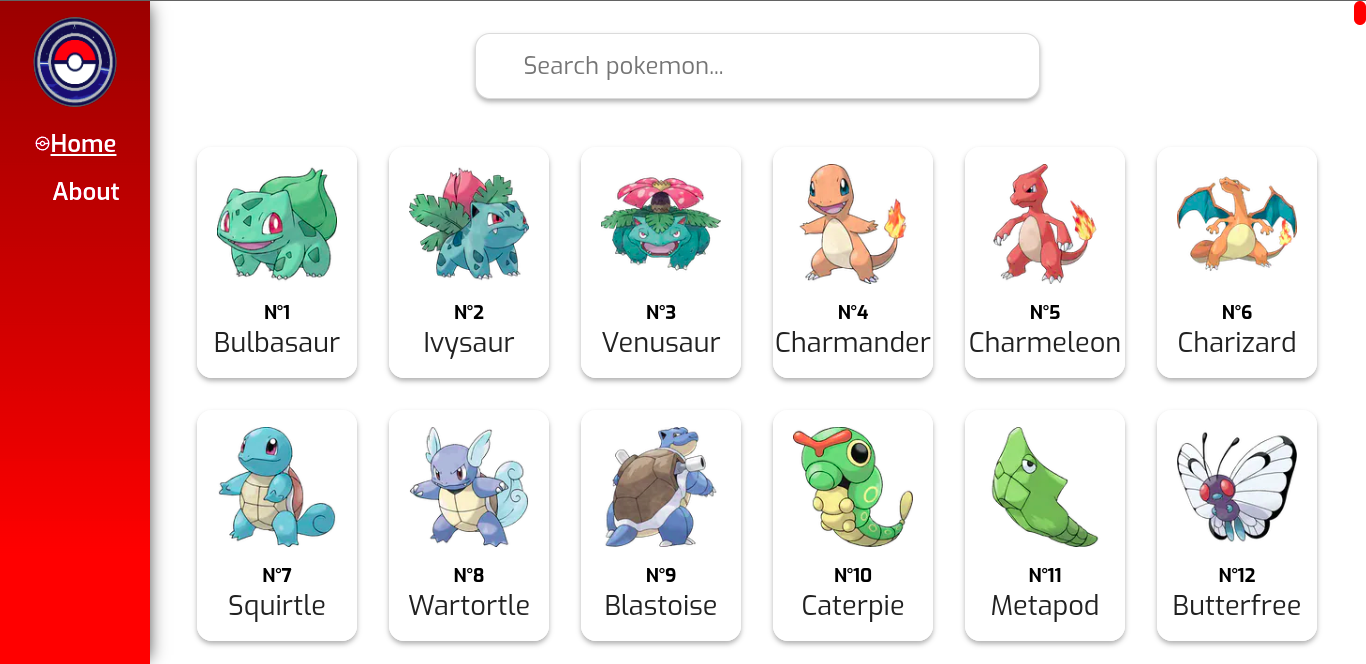 Search pokemon...
Home
About
N°1
Bulbasaur
N°2
Ivysaur
N°3
Venusaur
N°4
Charmander
N°5
Charmeleon
N°6
Charizard
N°7
Squirtle
N°8
Wartortle
N°9
Blastoise
N°10
Caterpie
N°11
Metapod
N°12
Butterfree